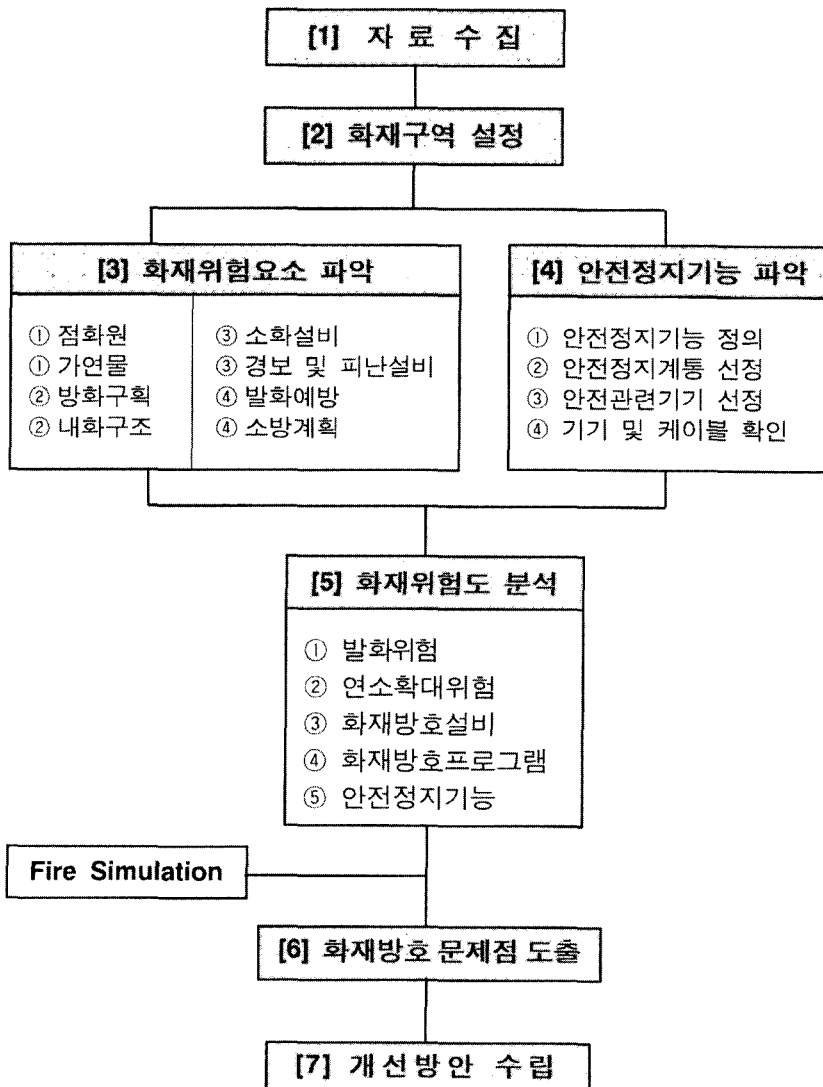 [1] 자 료 수 집
[2] 화재구역 설정
[3] 화재위험요소 파악
① 점화원
① 가연물
② 방화구획
② 내화구조
③ 소화설비
③ 경보 및 피난설비
④ 발화예방
④ 소방계획
[4] 안전정지기능 파악
① 안전정지기능 정의
② 안전정지계통 선정
③ 안전관련기기 선정
④ 기기 및 케이블 확인
[5] 화재위험도 분석
① 발화위험
② 연소확대위험
③ 화재방호설비
④ 화재방호프로그램
⑤ 안전정지기능
Fire Simulation
[6] 화재방호 문제점 도출
[7] 개선방안 수립